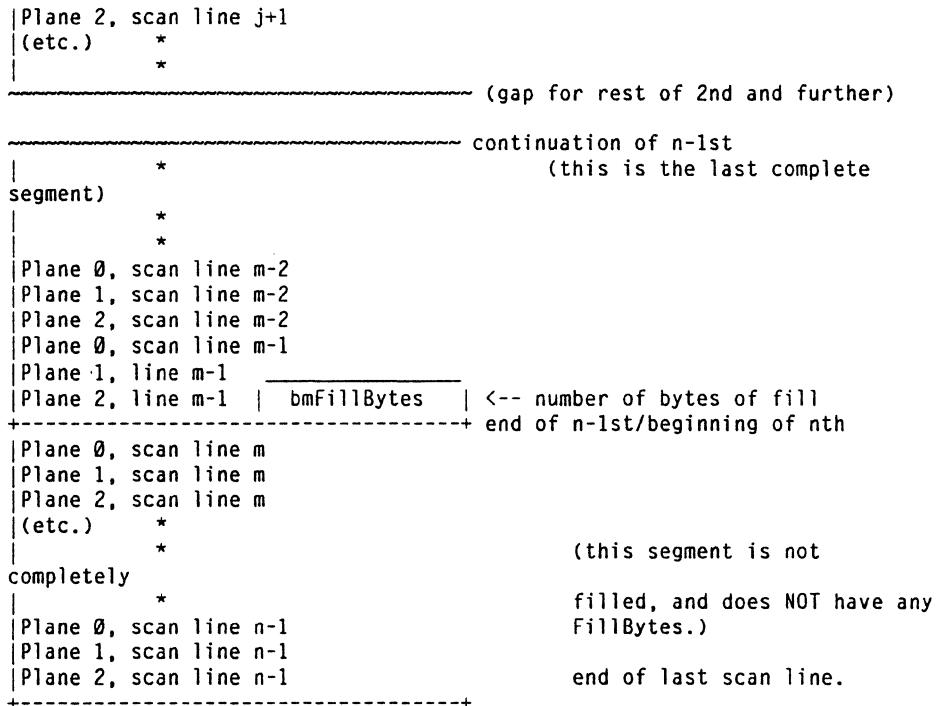 |Plane 2, scan line j+1
|(etc.)      *
|            *
~~~~~~~~~~~~~~~~~~~~~~~~~~~~~~~~~~~~~~ (gap for rest of 2nd and further)
~~~~~~~~~~~~~~~~~~~~~~~~~~~~~~~~~~~~~ continuation of n-1st
|            *                               (this is the last complete
segment)
|            *
|            *
|Plane 0, scan line m-2
|Plane 1, scan line m-2
|Plane 2, scan line m-2
|Plane 0, scan line m-1
|Plane 1, line m-1   ________________
|Plane 2, line m-1  |  bmFillBytes   | <-- number of bytes of fill
+------------------------------------+ end of n-1st/beginning of nth
|Plane 0, scan line m
|Plane 1, scan line m
|Plane 2, scan line m
|(etc.)      *
|            *                                 (this segment is not
completely
|            *                                 filled, and does NOT have any
|Plane 0, scan line n-1                        FillBytes.)
|Plane 1, scan line n-1
|Plane 2, scan line n-1                        end of last scan line.
+------------------------------------+